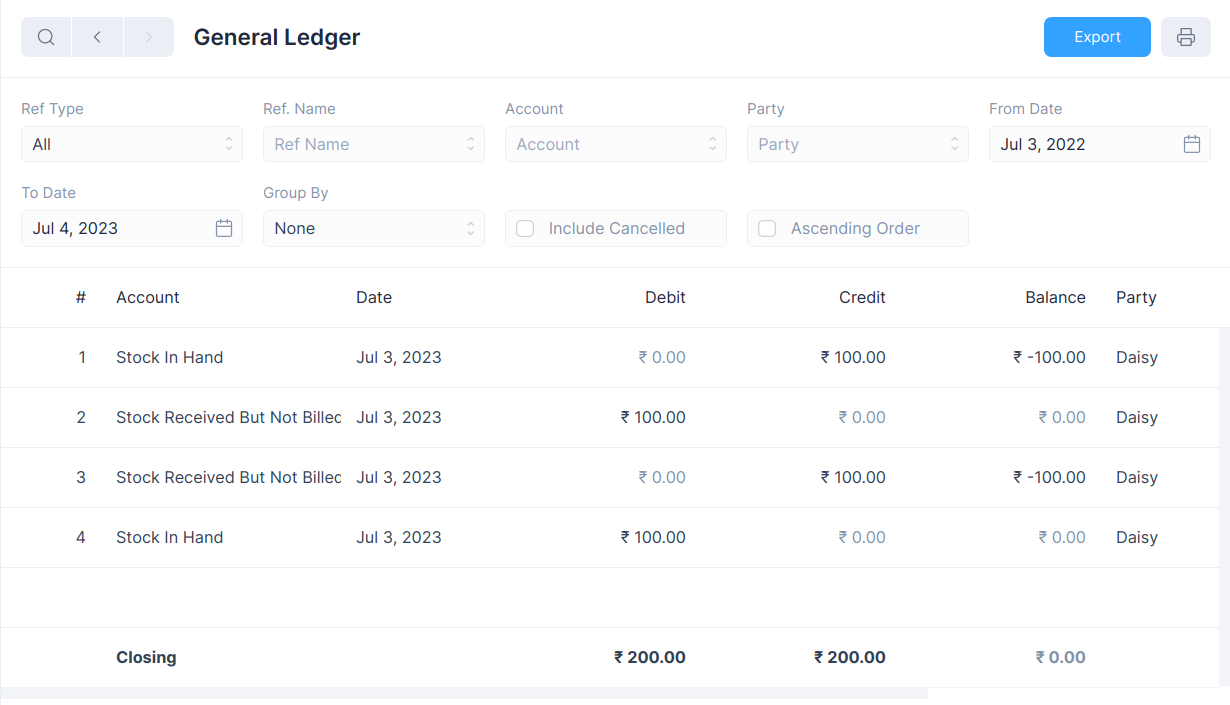 General Ledger Export
Ref Type Ref. Name Account Party From Date
All Ref Name Account Party Jul 3, 2022
To Date Group By
Jul 4, 2023 None Include Cancelled Ascending Order
# Account Date Debit Credit Balance Party
1 Stock In Hand Jul 3, 2023 ₹ 0.00 ₹ 100.00 ₹ -100.00 Daisy
2 Stock Received But Not Billed Jul 3, 2023 ₹ 100.00 ₹ 0.00 ₹ 0.00 Daisy
3 Stock Received But Not Billed Jul 3, 2023 ₹ 0.00 ₹ 100.00 ₹ -100.00 Daisy
4 Stock In Hand Jul 3, 2023 ₹ 100.00 ₹ 0.00 ₹ 0.00 Daisy
Closing ₹ 200.00 ₹ 200.00 ₹ 0.00